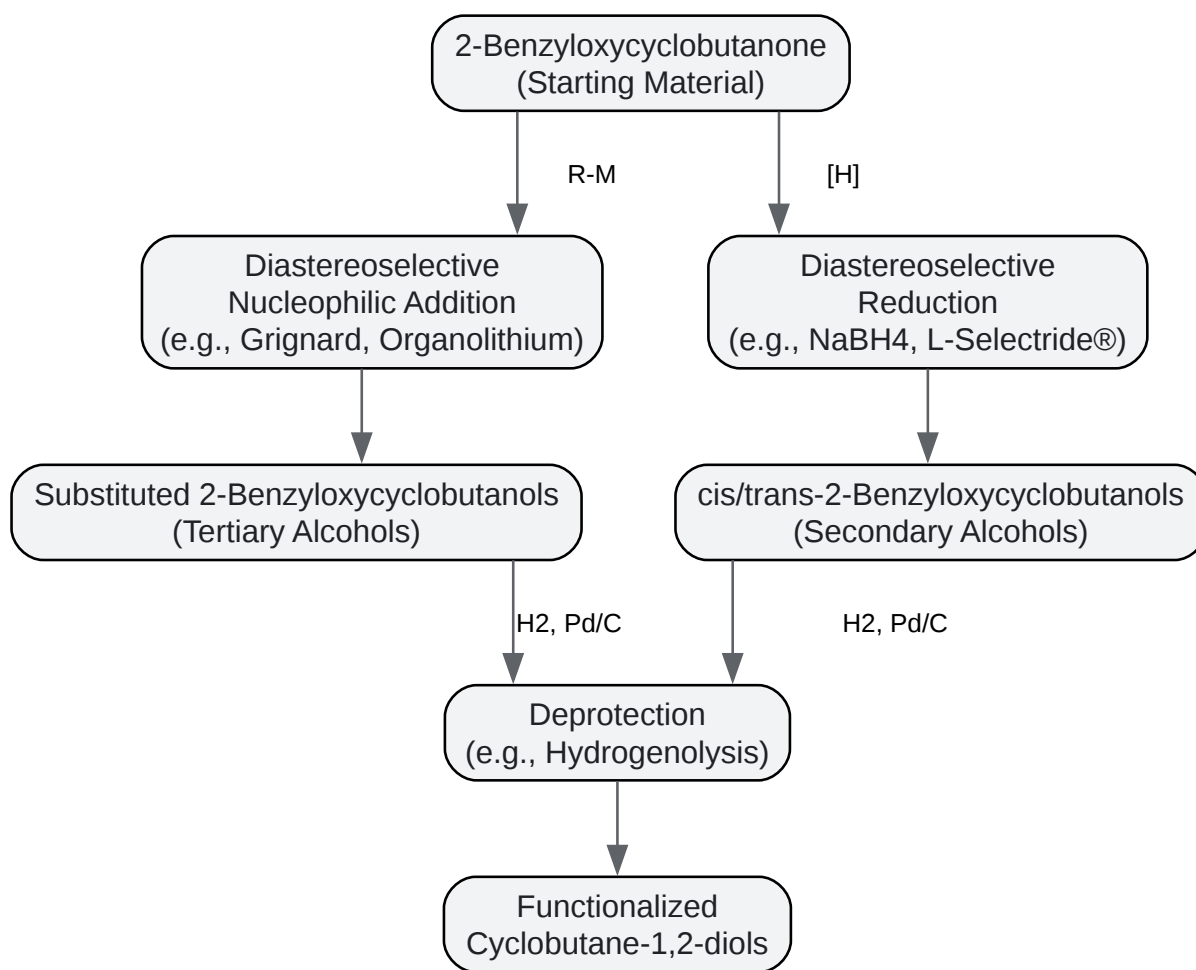 2-Benzyloxycyclobutanone
(Starting Material)
R-M
[H]
Diastereoselective
Nucleophilic Addition
(e.g., Grignard, Organolithium)
Diastereoselective
Reduction
(e.g., NaBH4, L-Selectride®)
Substituted 2-Benzyloxycyclobutanols
(Tertiary Alcohols)
cis/trans-2-Benzyloxycyclobutanols
(Secondary Alcohols)
H2, Pd/C
H2, Pd/C
Deprotection
(e.g., Hydrogenolysis)
Functionalized
Cyclobutane-1,2-diols